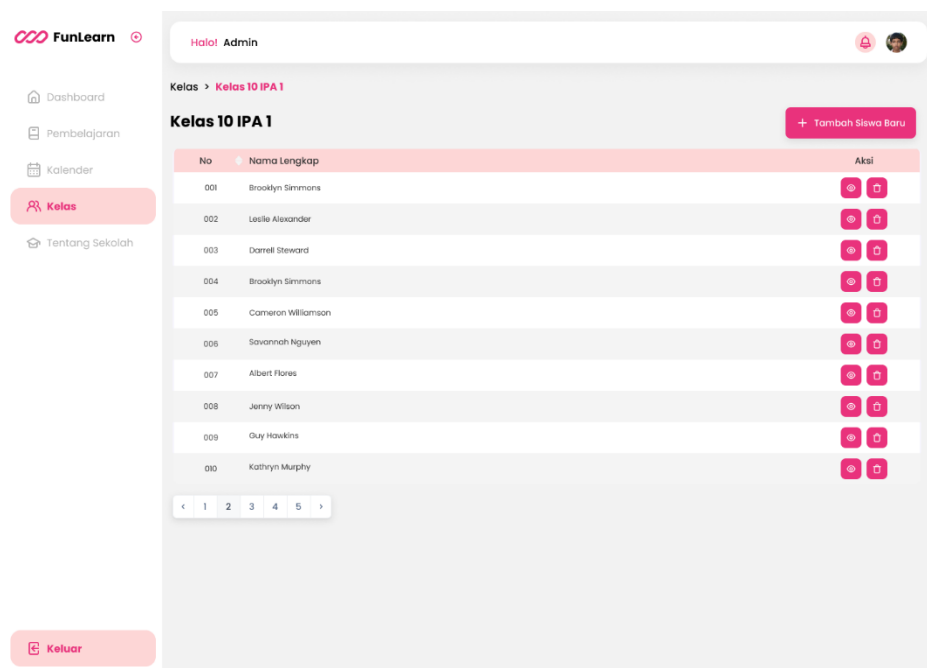 FunLearn
Halo! Admin
Dashboard
Pembelajaran
Kalender
Kelas
Tentang Sekolah
Keluar
Kelas > Kelas 10 IPA 1
Kelas 10 IPA 1
+ Tambah Siswa Baru
No Nama Lengkap Aksi
001 Brooklyn Simmons
002 Leslie Alexander
003 Darrell Steward
004 Brooklyn Simmons
005 Cameron Williamson
006 Savannah Nguyen
007 Albert Flores
008 Jenny Wilson
009 Guy Hawkins
010 Kathryn Murphy
< 1 2 3 4 5 >